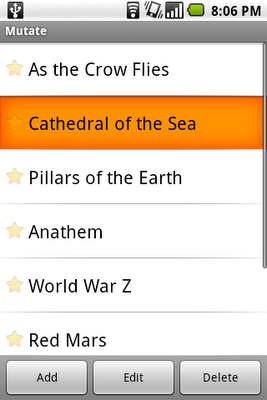 8:06 PM
Mutate
As the Crow Flies
Cathedral of the Sea
Pillars of the Earth
Anathem
World War Z
Red Mars
Add
Edit
Delete